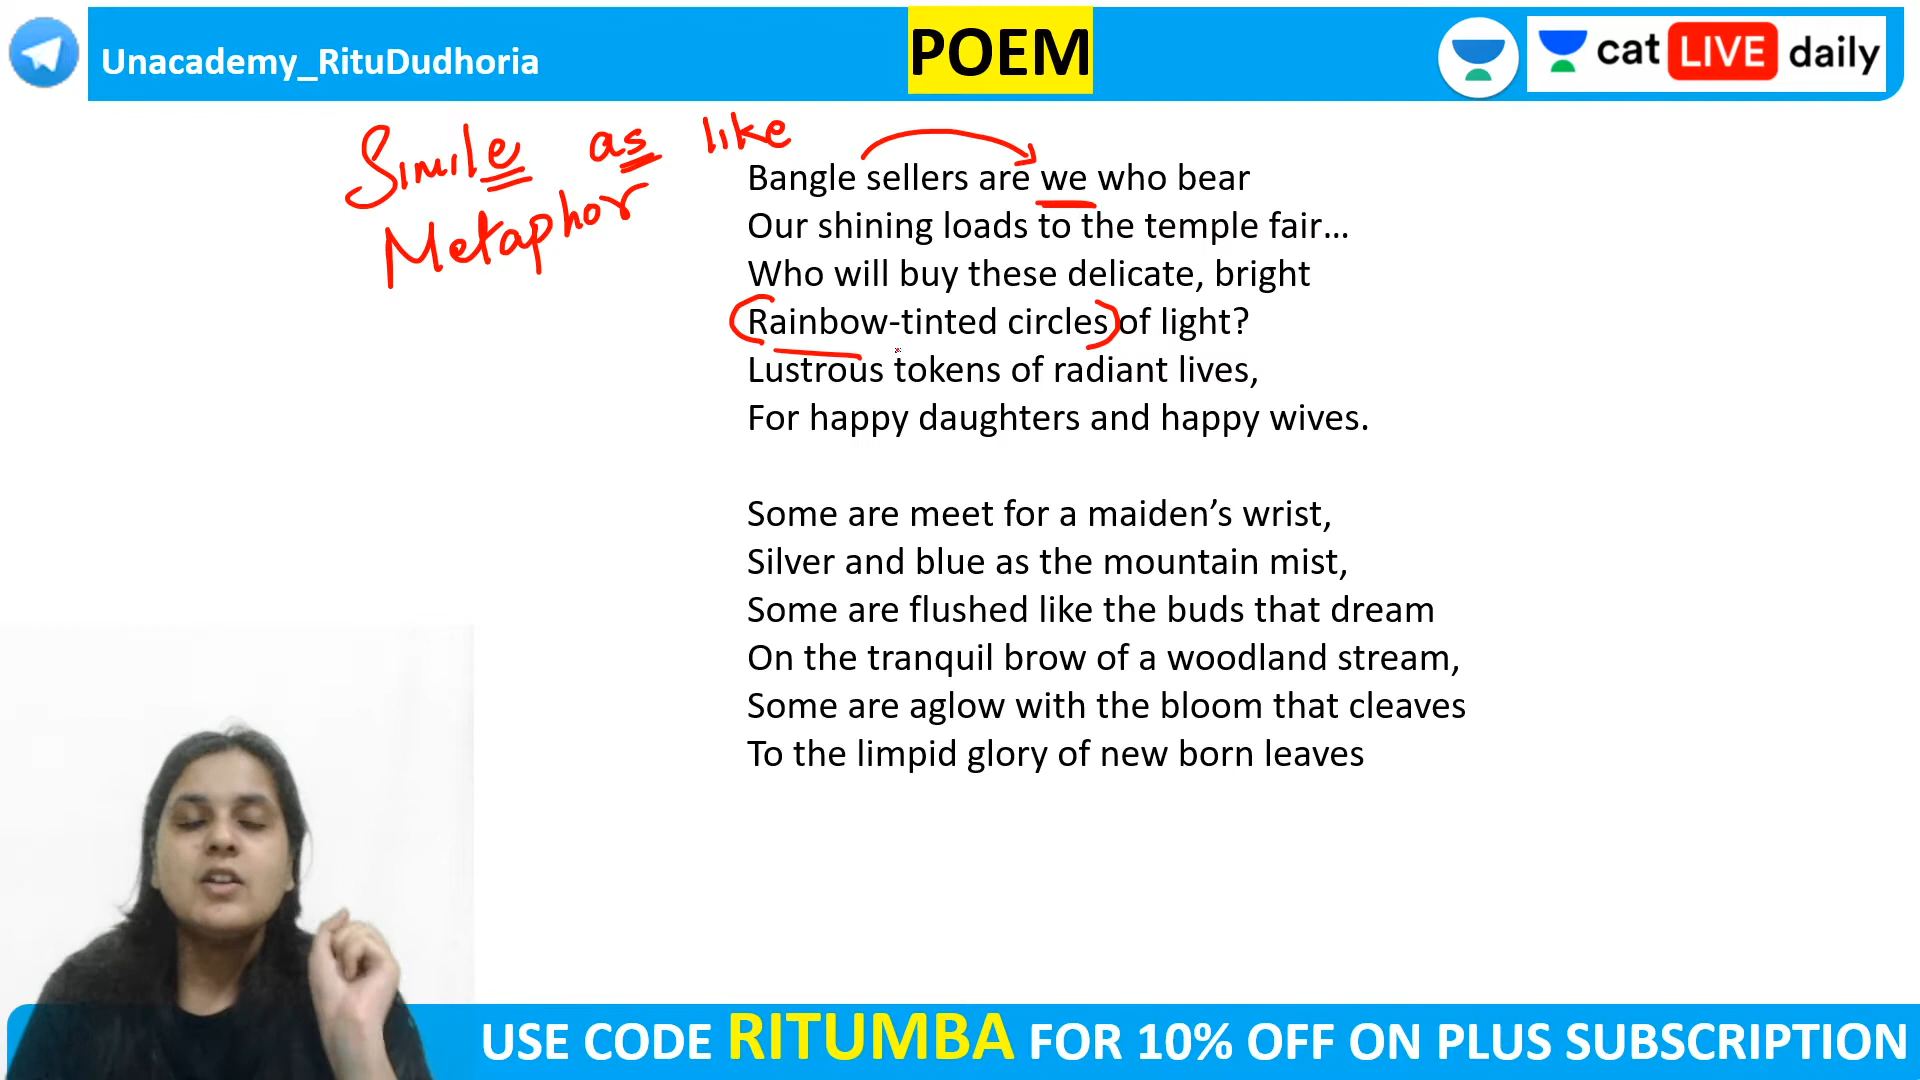 Unacademy_RituDudhoria
POEM
cat LIVE daily
Simile as like
Metaphor
Bangle sellers are we who bear
Our shining loads to the temple fair...
Who will buy these delicate, bright
Rainbow-tinted circles of light?
Lustrous tokens of radiant lives,
For happy daughters and happy wives.
Some are meet for a maiden’s wrist,
Silver and blue as the mountain mist,
Some are flushed like the buds that dream
On the tranquil brow of a woodland stream,
Some are aglow with the bloom that cleaves
To the limpid glory of new born leaves
USE CODE RITUMBA FOR 10% OFF ON PLUS SUBSCRIPTION